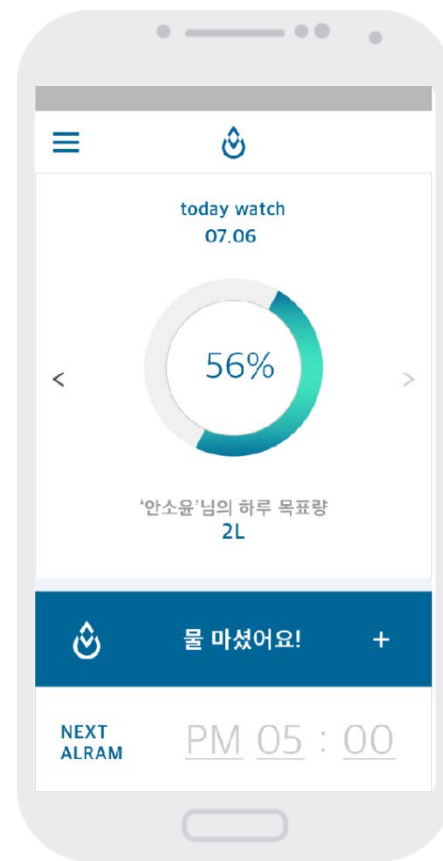 today watch
07.06
56%
<
>
‘안소윤’님의 하루 목표량
2L
물 마셨어요! +
NEXT
ALRAM
PM 05 : 00